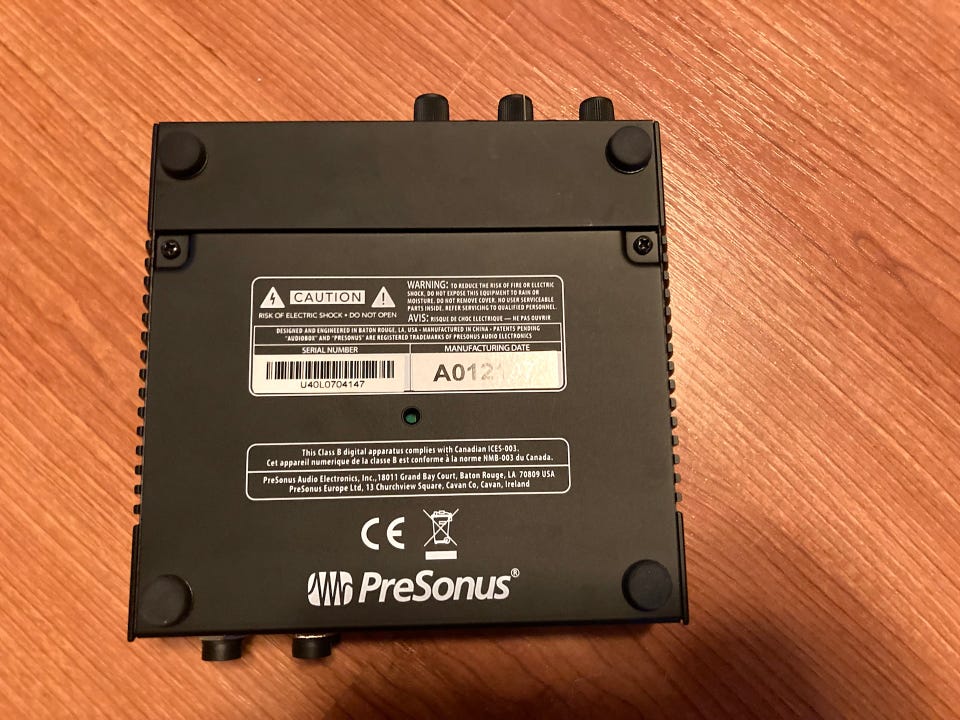 CAUTION
RISK OF ELECTRIC SHOCK • DO NOT OPEN
WARNING: TO REDUCE THE RISK OF FIRE OR ELECTRIC
SHOCK, DO NOT EXPOSE THIS EQUIPMENT TO RAIN OR
MOISTURE. DO NOT REMOVE COVER. NO USER SERVICEABLE
PARTS INSIDE. REFER SERVICING TO QUALIFIED PERSONNEL.
AVIS: RISQUE DE CHOC ELECTRIQUE — NE PAS OUVRIR
DESIGNED AND ENGINEERED IN BATON ROUGE, LA, USA - MANUFACTURED IN CHINA - PATENTS PENDING
"AUDIOBOX" AND "PRESONUS" ARE REGISTERED TRADEMARKS OF PRESONUS AUDIO ELECTRONICS
SERIAL NUMBER
U40L0704147
MANUFACTURING DATE
This Class B digital apparatus complies with Canadian ICES-003.
Cet appareil numerique de la classe B est conforme à la norme NMB-003 du Canada.
PreSonus Audio Electronics, Inc.,18011 Grand Bay Court, Baton Rouge, LA 70809 USA
PreSonus Europe Ltd, 13 Churchview Square, Cavan Co, Cavan, Ireland
CE
PreSonus®